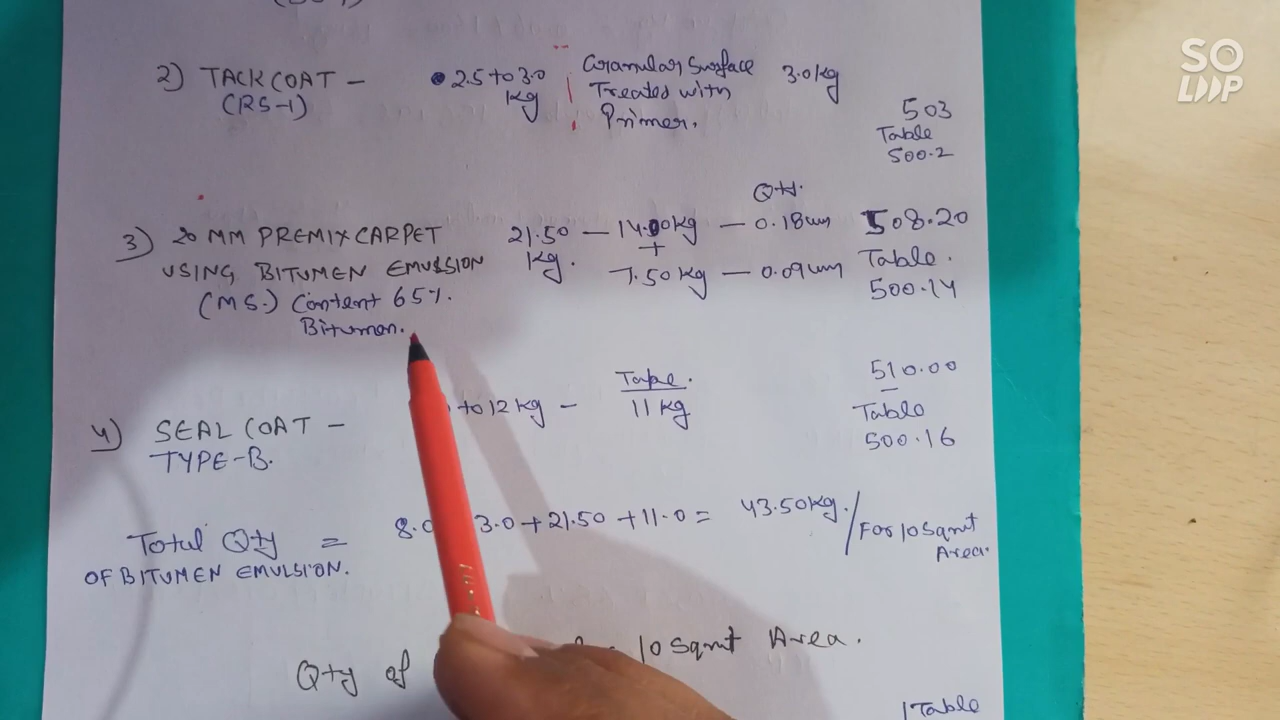 2) TACK COAT - 2.5 to 3.0 Granular Surface 3.0 kg
(RS-1) kg Treated with
Primer.
503
Table
500.2
Qty.
3) 20 MM PREMIX CARPET 21.50 - 14.00 kg - 0.18 cum 508.20
USING BITUMEN EMULSION kg. + 7.50 kg - 0.09 cum Table.
(MS.) Content 65%. 500.14
Bitumen.
510.00
to 12 kg - Table. Table
4) SEAL COAT - 11 kg 500.16
TYPE-B.
Total Qty = 3.0 + 21.50 + 11.0 = 43.50 kg. / For 10 Sqmt
OF BITUMEN EMULSION. Area.
Qty of 10 Sqmt Area.
Table
SO
LOOP